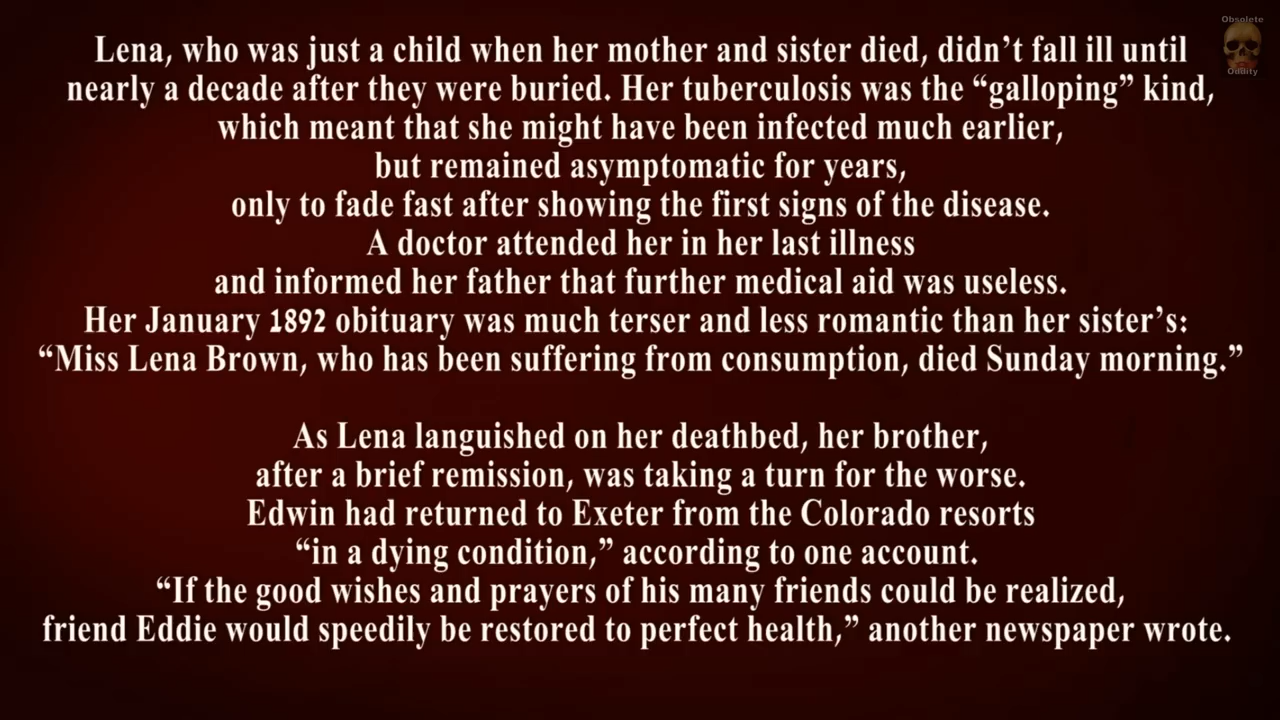 Obsolete
Oddity
Lena, who was just a child when her mother and sister died, didn’t fall ill until
nearly a decade after they were buried. Her tuberculosis was the “galloping” kind,
which meant that she might have been infected much earlier,
but remained asymptomatic for years,
only to fade fast after showing the first signs of the disease.
A doctor attended her in her last illness
and informed her father that further medical aid was useless.
Her January 1892 obituary was much terser and less romantic than her sister’s:
“Miss Lena Brown, who has been suffering from consumption, died Sunday morning.”
As Lena languished on her deathbed, her brother,
after a brief remission, was taking a turn for the worse.
Edwin had returned to Exeter from the Colorado resorts
“in a dying condition,” according to one account.
“If the good wishes and prayers of his many friends could be realized,
friend Eddie would speedily be restored to perfect health,” another newspaper wrote.